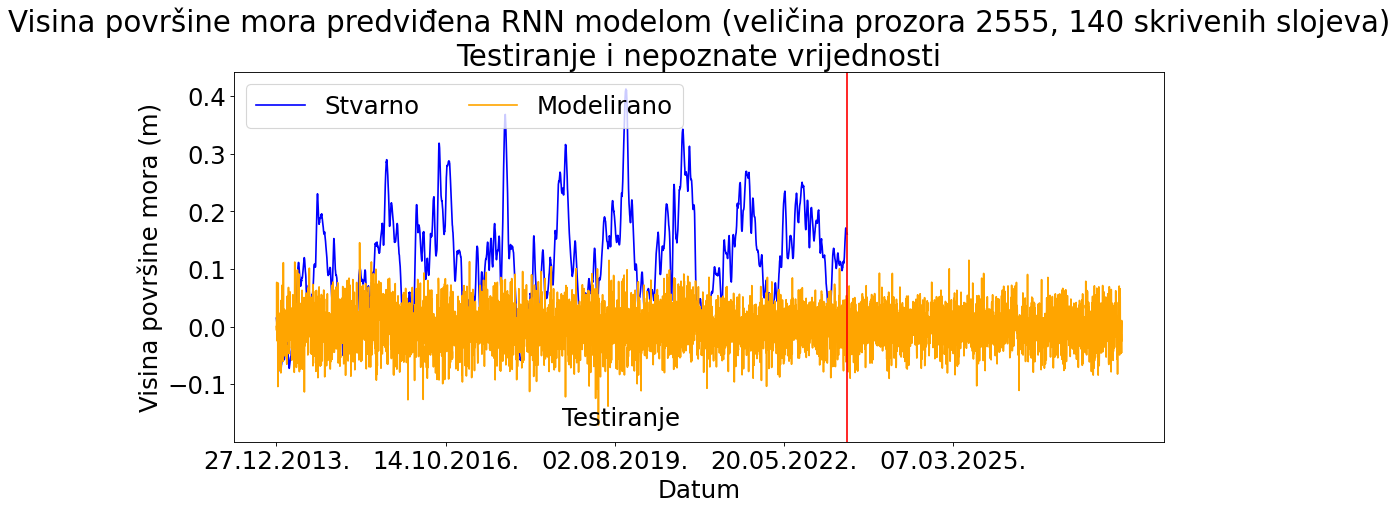 Visina površine mora predviđena RNN modelom (veličina prozora 2555, 140 skrivenih slojeva)
Testiranje i nepoznate vrijednosti
Stvarno Modelirano
Visina površine mora (m)
0.4
0.3
0.2
0.1
0.0
−0.1
Testiranje
27.12.2013. 14.10.2016. 02.08.2019. 20.05.2022. 07.03.2025.
Datum